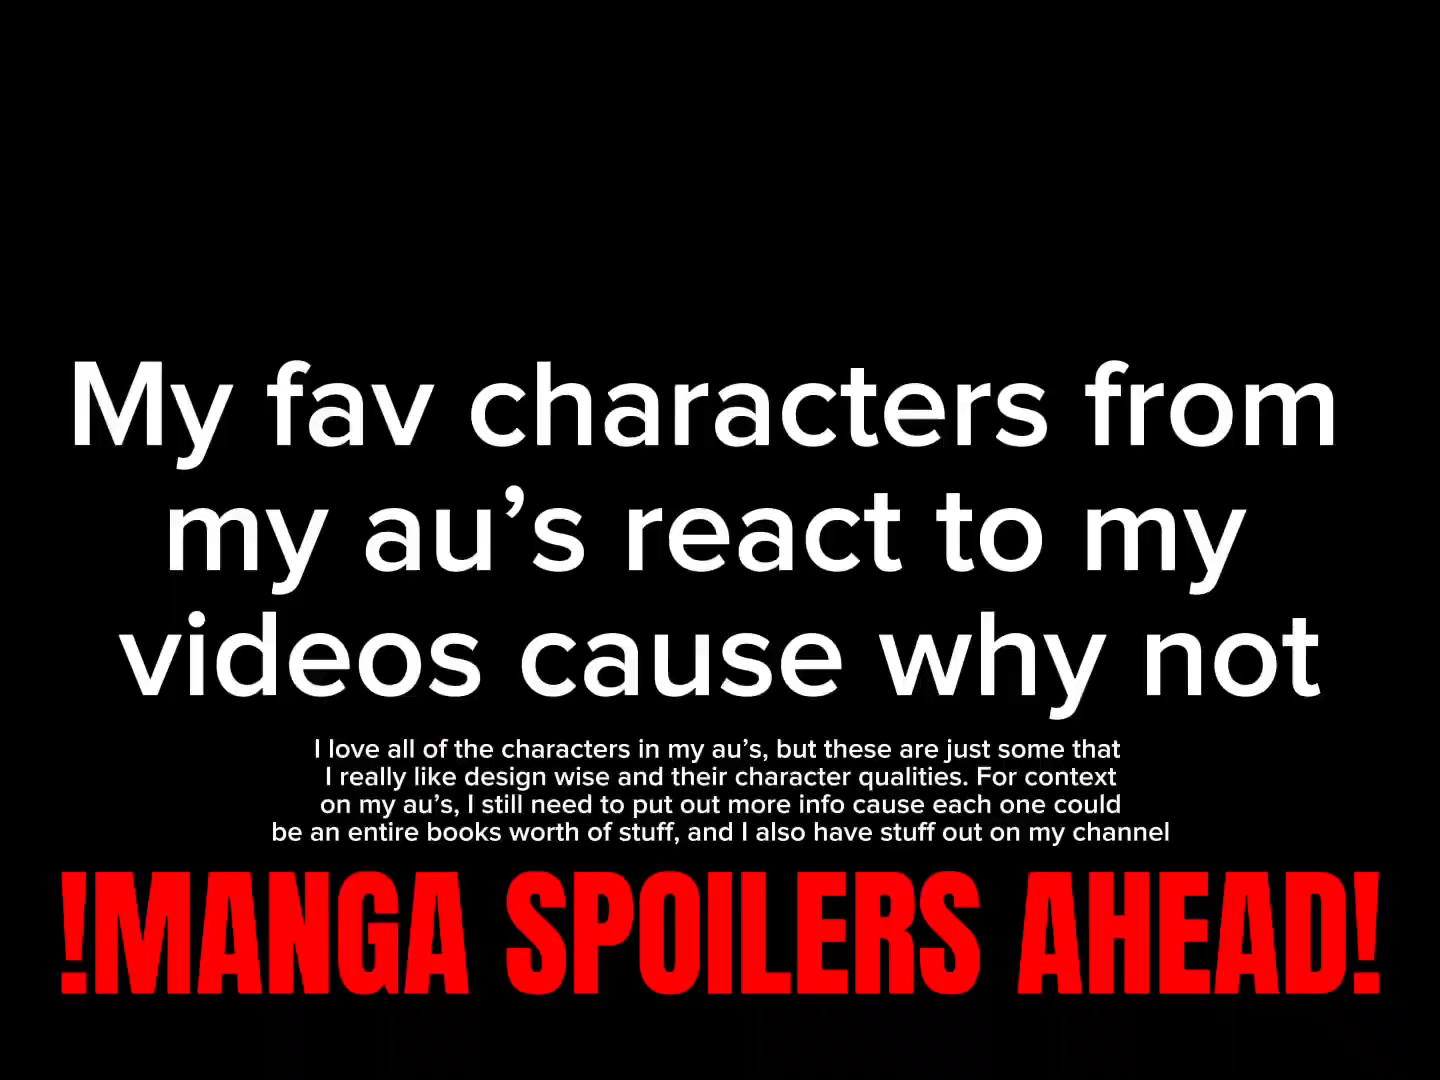 My fav characters from
my au’s react to my
videos cause why not
I love all of the characters in my au’s, but these are just some that
I really like design wise and their character qualities. For context
on my au’s, I still need to put out more info cause each one could
be an entire books worth of stuff, and I also have stuff out on my channel
!MANGA SPOILERS AHEAD!